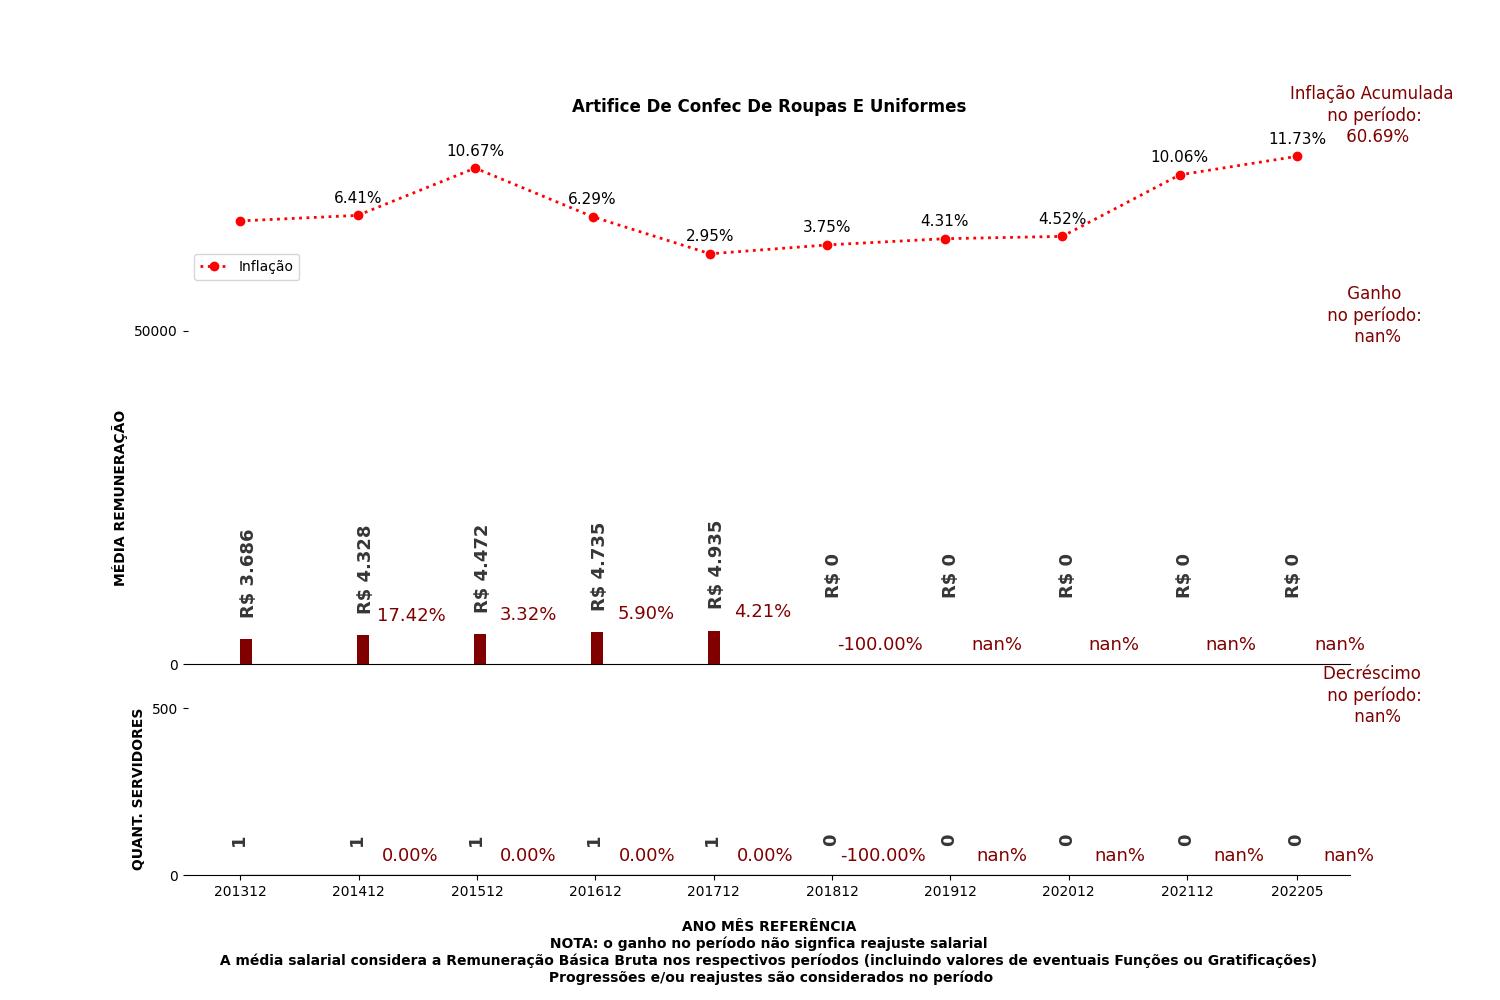 Artifice De Confec De Roupas E Uniformes
Inflação Acumulada
no período:
60.69%
6.41%
10.67%
6.29%
2.95%
3.75%
4.31%
4.52%
10.06%
11.73%
Inflação
Ganho
no período:
nan%
MÉDIA REMUNERAÇÃO
50000
0
R$ 3.686
R$ 4.328
R$ 4.472
R$ 4.735
R$ 4.935
R$ 0
R$ 0
R$ 0
R$ 0
R$ 0
17.42%
3.32%
5.90%
4.21%
-100.00%
nan%
nan%
nan%
nan%
Decréscimo
no período:
nan%
QUANT. SERVIDORES
500
0
1
1
1
1
1
0
0
0
0
0
0.00%
0.00%
0.00%
0.00%
-100.00%
nan%
nan%
nan%
nan%
201312
201412
201512
201612
201712
201812
201912
202012
202112
202205
ANO MÊS REFERÊNCIA
NOTA: o ganho no período não signfica reajuste salarial
A média salarial considera a Remuneração Básica Bruta nos respectivos períodos (incluindo valores de eventuais Funções ou Gratificações)
Progressões e/ou reajustes são considerados no período